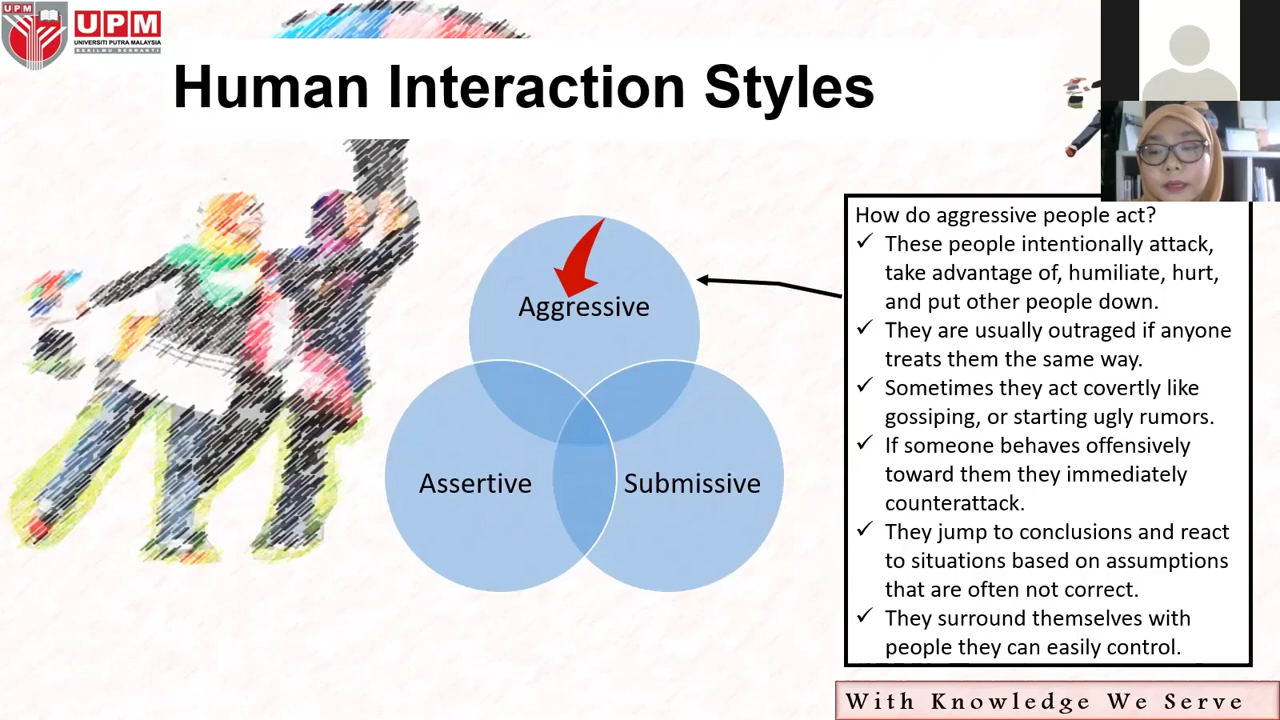 UPM
UPM
UNIVERSITI PUTRA MALAYSIA
BERILMU BERBAKTI
Human Interaction Styles
Aggressive
Assertive
Submissive
How do aggressive people act?
✓ These people intentionally attack,
take advantage of, humiliate, hurt,
and put other people down.
✓ They are usually outraged if anyone
treats them the same way.
✓ Sometimes they act covertly like
gossiping, or starting ugly rumors.
✓ If someone behaves offensively
toward them they immediately
counterattack.
✓ They jump to conclusions and react
to situations based on assumptions
that are often not correct.
✓ They surround themselves with
people they can easily control.
With Knowledge We Serve